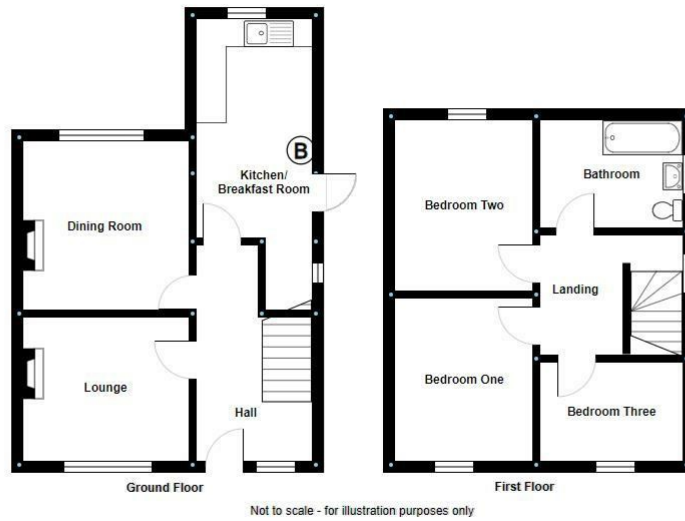 B
Kitchen/
Breakfast Room
Dining Room
Lounge
Hall
Ground Floor
Bathroom
Bedroom Two
Landing
Bedroom One
Bedroom Three
First Floor
Not to scale - for illustration purposes only